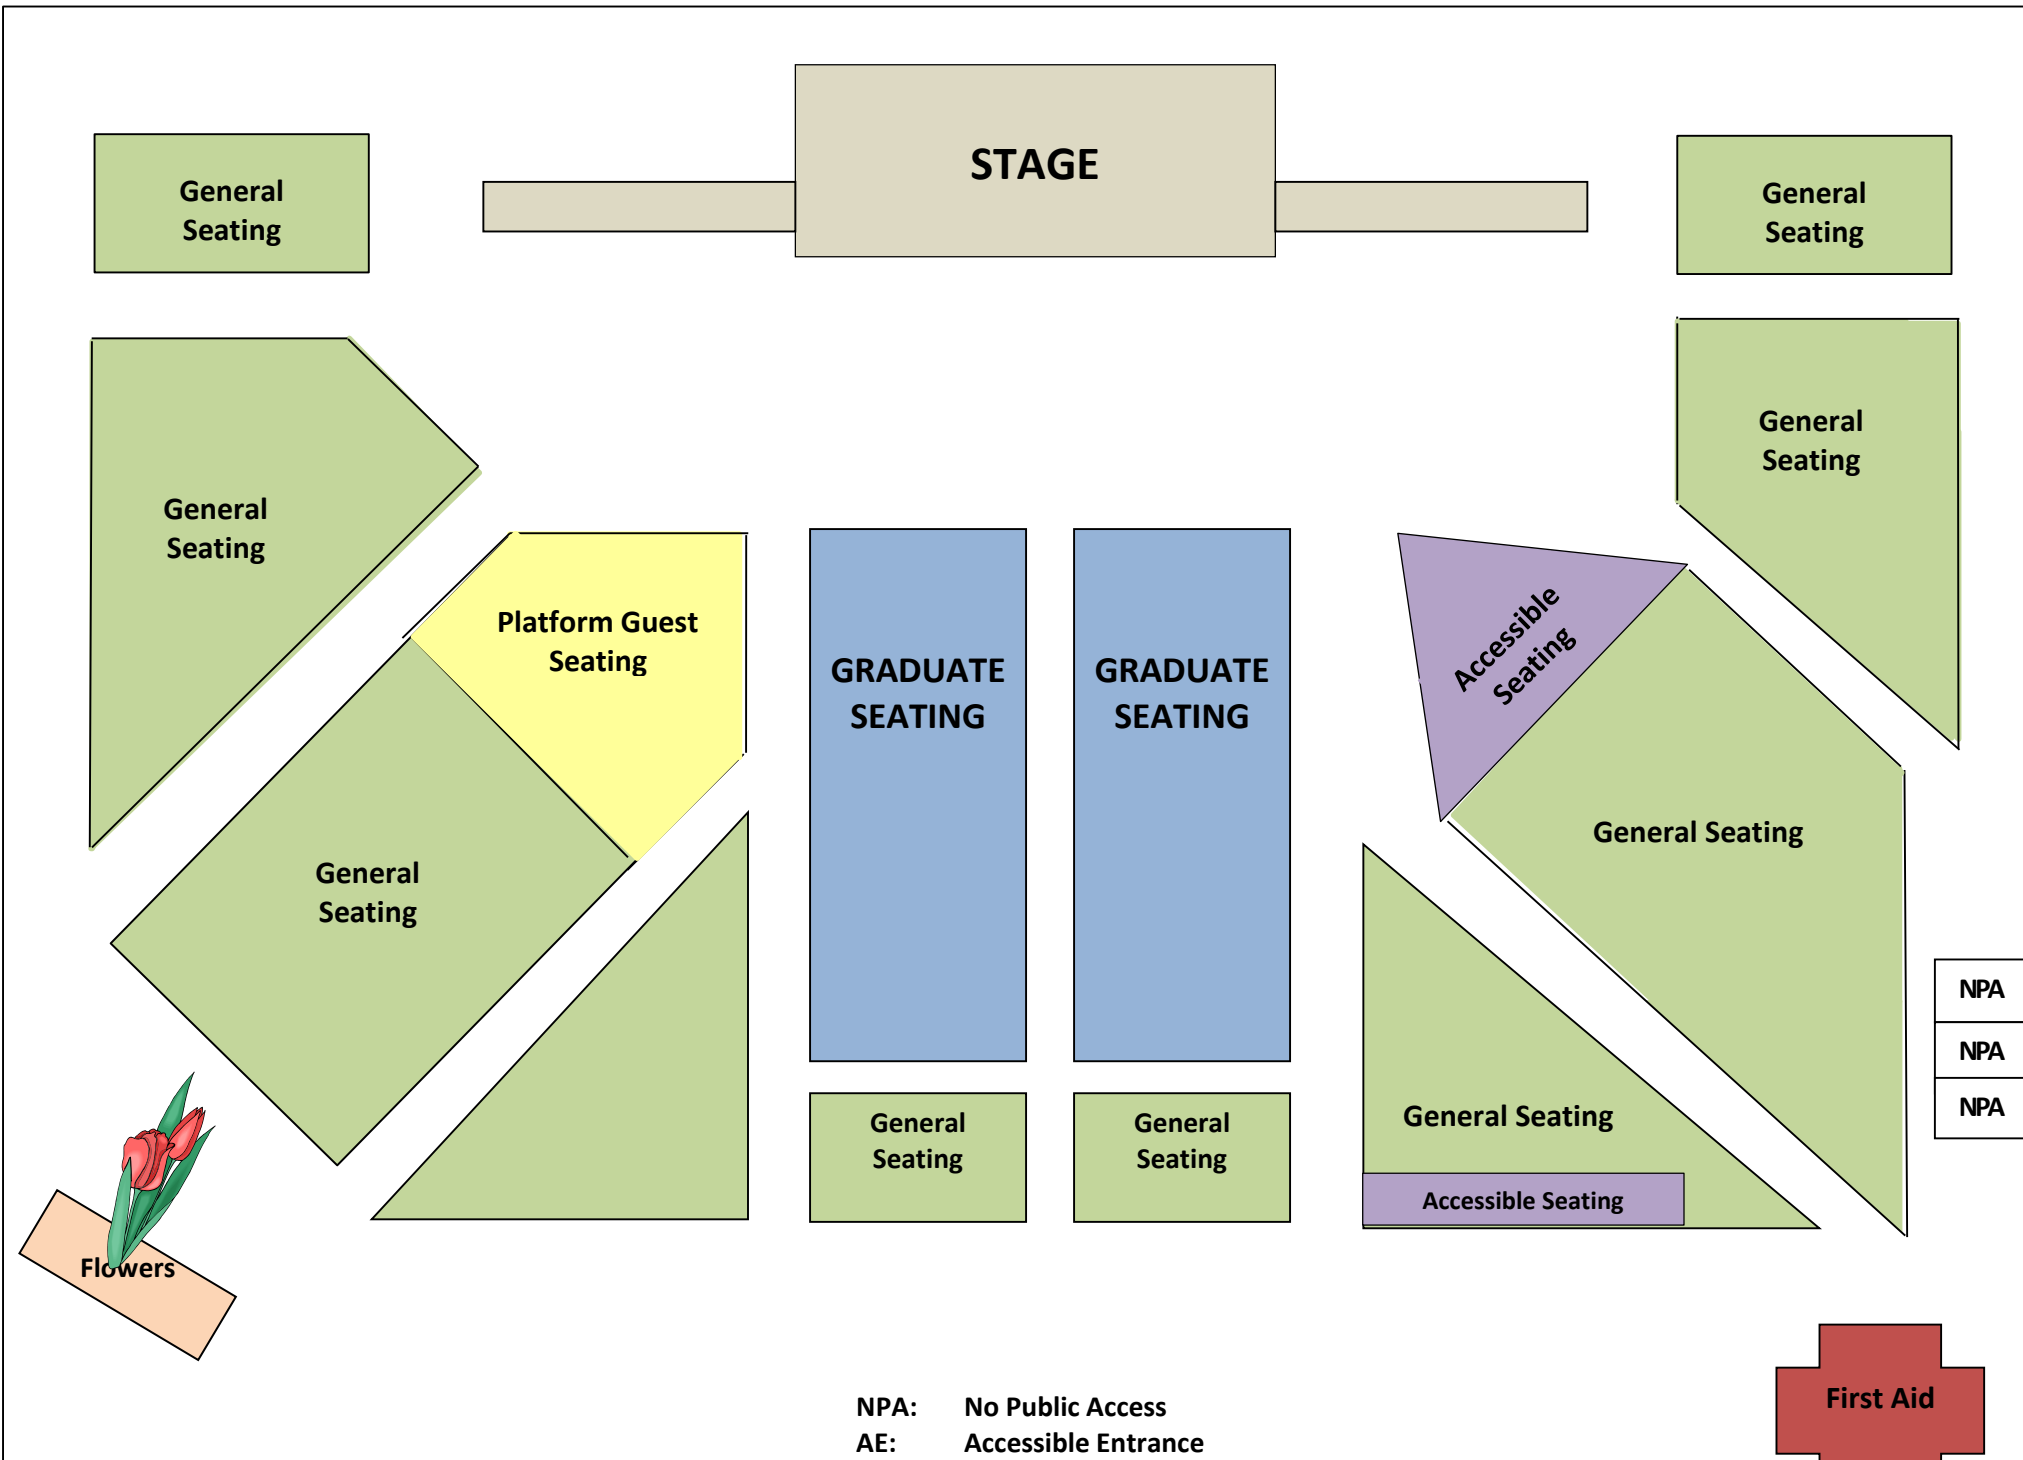 STAGE
General
Seating
General
Seating
General
Seating
General
Seating
Platform Guest
Seating
GRADUATE
SEATING
GRADUATE
SEATING
Accessible
Seating
General Seating
General
Seating
NPA
NPA
NPA
General
Seating
General
Seating
General Seating
Accessible Seating
Flowers
First Aid
NPA: No Public Access
AE: Accessible Entrance